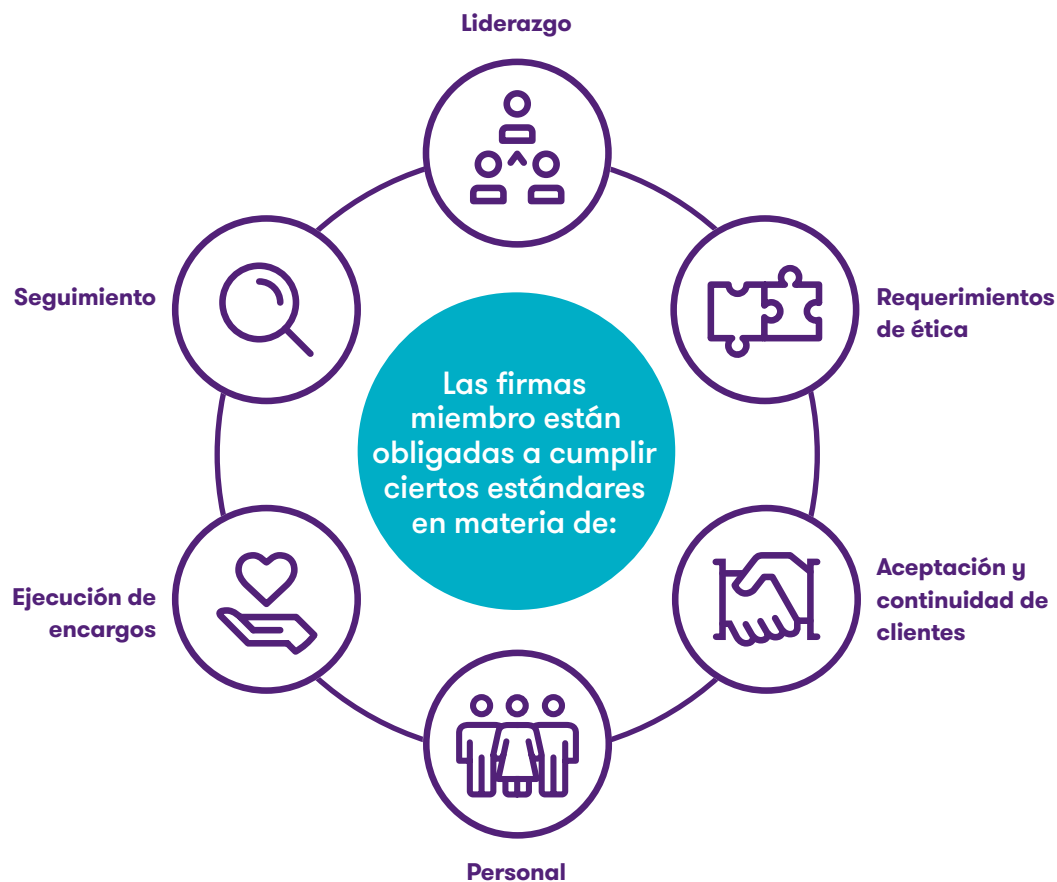 Liderazgo
Requerimientos
de ética
Aceptación y
continuidad de
clientes
Personal
Ejecución de
encargos
Seguimiento
Las firmas
miembro están
obligadas a cumplir
ciertos estándares
en materia de: